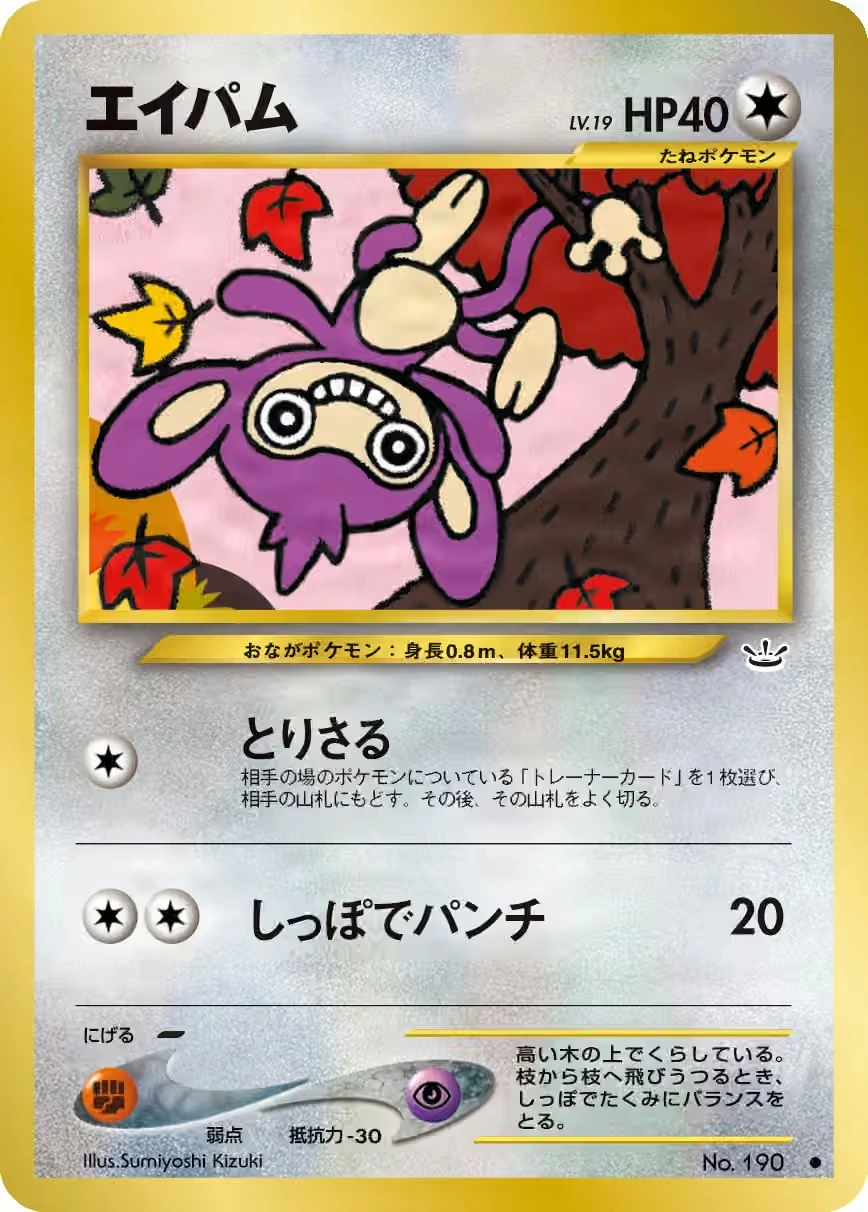 エイパム
LV.19 HP40
たねポケモン
おながポケモン：身長0.8m、体重11.5kg
とりさる
相手の場のポケモンについている「トレーナーカード」を1枚選び、
相手の山札にもどす。その後、その山札をよく切る。
しっぽでパンチ 20
にげる
高い木の上でくらしている。
枝から枝へ飛びうつるとき、
しっぽでたくみにバランスを
とる。
弱点 抵抗力-30
Illus.Sumiyoshi Kizuki
No. 190 ●